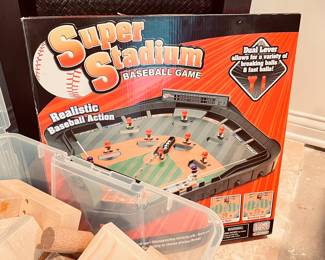 Super
Stadium
BASEBALL GAME
Dual Lever
allows for a variety of
breaking balls
& fast balls!
Realistic
Baseball Action